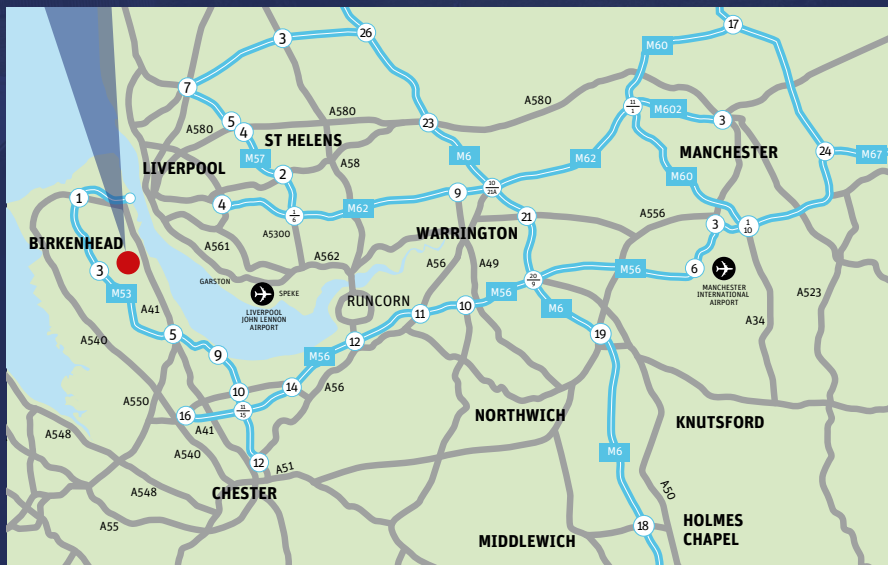 17
3
26
M60
7
A580
A580
11
1
M602
3
5
4
A580
23
ST HELENS
M6
M62
MANCHESTER
24
M67
M57
A58
LIVERPOOL
2
10
21A
M60
1
4
1
6
M62
9
21
A556
3
1
10
BIRKENHEAD
A561
A5300
A562
WARRINGTON
A56
A49
3
GARSTON
SPEKE
20
9
M56
6
MANCHESTER
INTERNATIONAL
AIRPORT
M53
A41
LIVERPOOL
JOHN LENNON
AIRPORT
RUNCORN
M56
M6
A523
A34
11
10
A540
5
9
12
19
M56
14
A56
10
A550
16
11
15
NORTHWICH
KNUTSFORD
A41
A548
A540
12
A51
M6
CHESTER
A50
A548
A55
18
HOLMES
CHAPEL
MIDDLEWICH